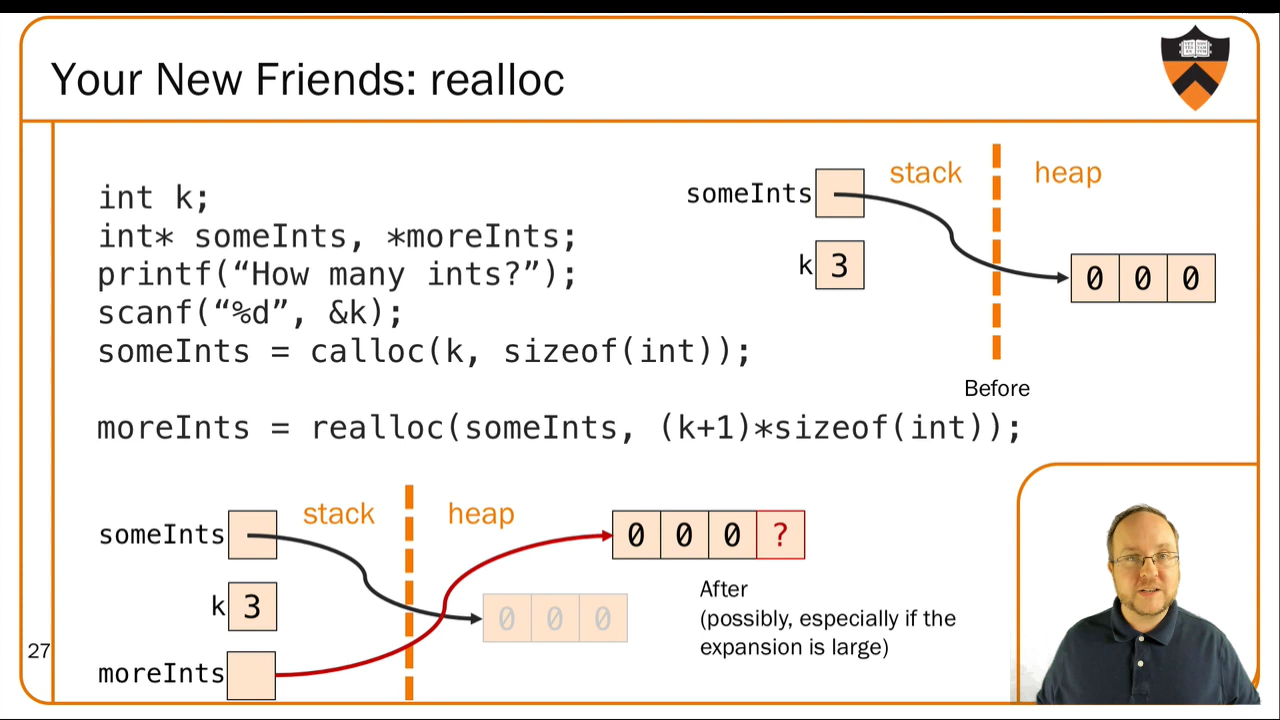 Your New Friends: realloc
int k;
int* someInts, *moreInts;
printf(“How many ints?”);
scanf(“%d”, &k);
someInts = calloc(k, sizeof(int));
moreInts = realloc(someInts, (k+1)*sizeof(int));
stack
heap
someInts
k 3
0 0 0
Before
stack
heap
someInts
0 0 0 ?
k 3
0 0 0
moreInts
After
(possibly, especially if the
expansion is large)
27